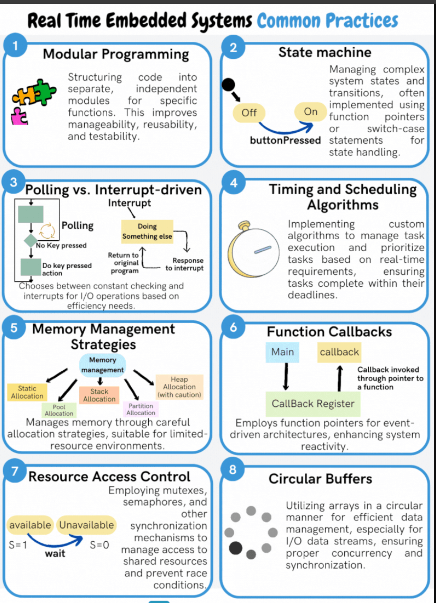 Real Time Embedded Systems Common Practices
1
Modular Programming
Structuring code into
separate, independent
modules for specific
functions. This improves
manageability, reusability,
and testability.
2
State machine
Managing complex
system states and
transitions, often
implemented using
function pointers
or switch-case
statements for
state handling.
Off
On
buttonPressed
3
Polling vs. Interrupt-driven
Interrupt
Polling
No Key pressed
Do key pressed
action
Doing
Something else
Return to
original
program
Response
to interrupt
Chooses between constant checking and
interrupts for I/O operations based on
efficiency needs.
4
Timing and Scheduling
Algorithms
Implementing custom
algorithms to manage task
execution and prioritize
tasks based on real-time
requirements, ensuring
tasks complete within their
deadlines.
5
Memory Management
Strategies
Memory
management
Static
Allocation
Pool
Allocation
Stack
Allocation
Partition
Allocation
Heap
Allocation
(with caution)
Manages memory through careful
allocation strategies, suitable for limited-
resource environments.
6
Function Callbacks
Main
callback
Callback invoked
through pointer to
a function
CallBack Register
Employs function pointers for event-
driven architectures, enhancing system
reactivity.
7
Resource Access Control
Employing mutexes,
semaphores, and
other
synchronization
mechanisms to
manage access to
shared resources
and prevent race
conditions.
available
Unavailable
S=1
wait
S=0
8
Circular Buffers
Utilizing arrays in a circular
manner for efficient data
management, especially for
I/O data streams, ensuring
proper concurrency and
synchronization.